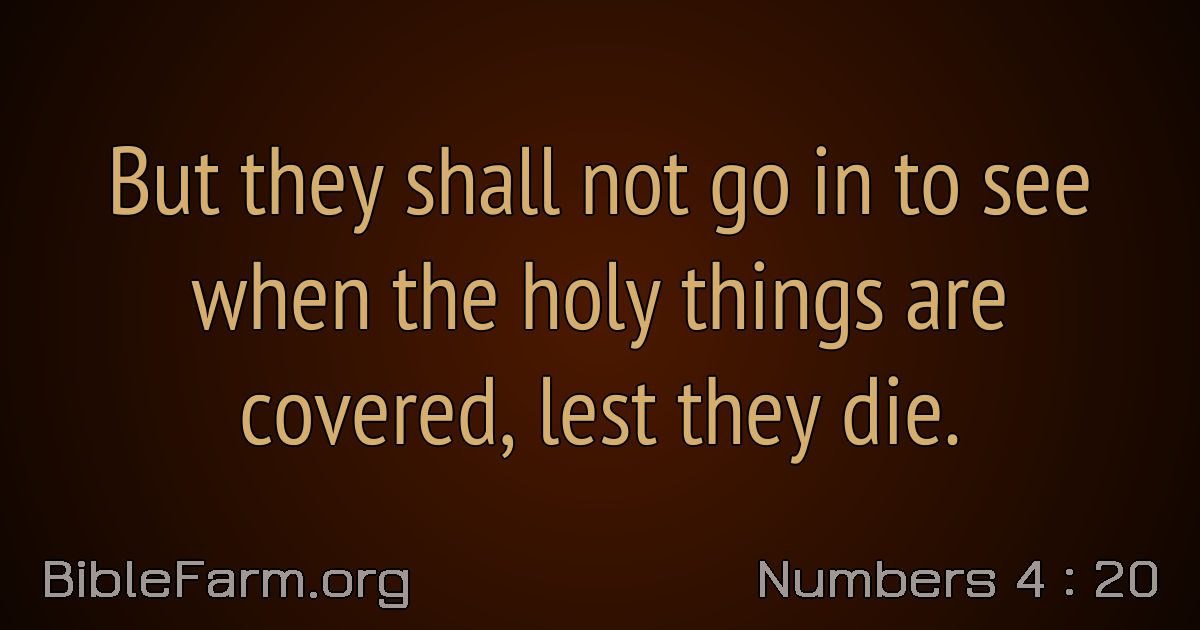 But they shall not go in to see
when the holy things are
covered, lest they die.
BibleFarm.org
Numbers 4 : 20